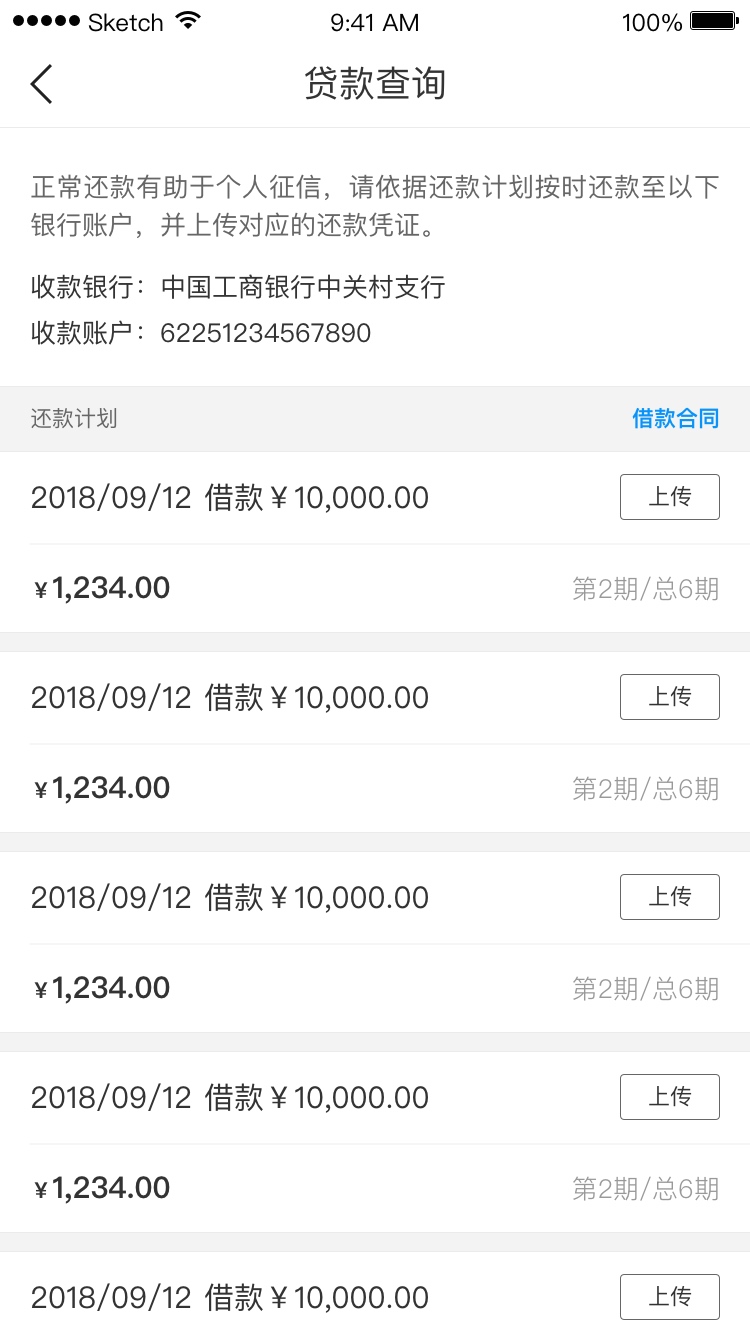 Sketch 9:41 AM 100%
贷款查询
正常还款有助于个人征信，请依据还款计划按时还款至以下
银行账户，并上传对应的还款凭证。
收款银行：中国工商银行中关村支行
收款账户：62251234567890
还款计划 借款合同
2018/09/12 借款￥10,000.00 上传
¥1,234.00 第2期/总6期
2018/09/12 借款￥10,000.00 上传
¥1,234.00 第2期/总6期
2018/09/12 借款￥10,000.00 上传
¥1,234.00 第2期/总6期
2018/09/12 借款￥10,000.00 上传
¥1,234.00 第2期/总6期
2018/09/12 借款￥10,000.00 上传